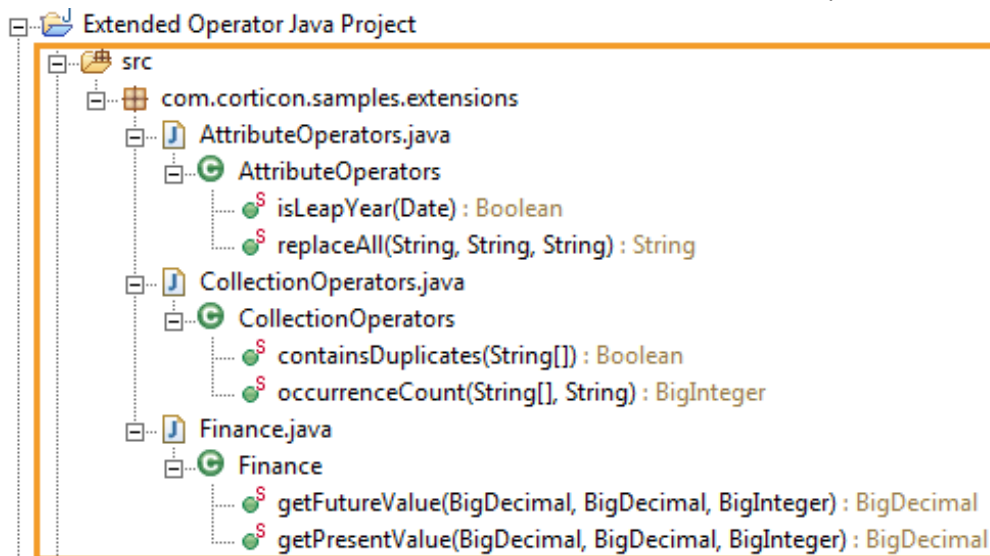 Extended Operator Java Project
src
com.corticon.samples.extensions
J AttributeOperators.java
C AttributeOperators
S isLeapYear(Date) : Boolean
S replaceAll(String, String, String) : String
J CollectionOperators.java
C CollectionOperators
S containsDuplicates(String[]) : Boolean
S occurrenceCount(String[], String) : BigInteger
J Finance.java
C Finance
S getFutureValue(BigDecimal, BigDecimal, BigInteger) : BigDecimal
S getPresentValue(BigDecimal, BigDecimal, BigInteger) : BigDecimal